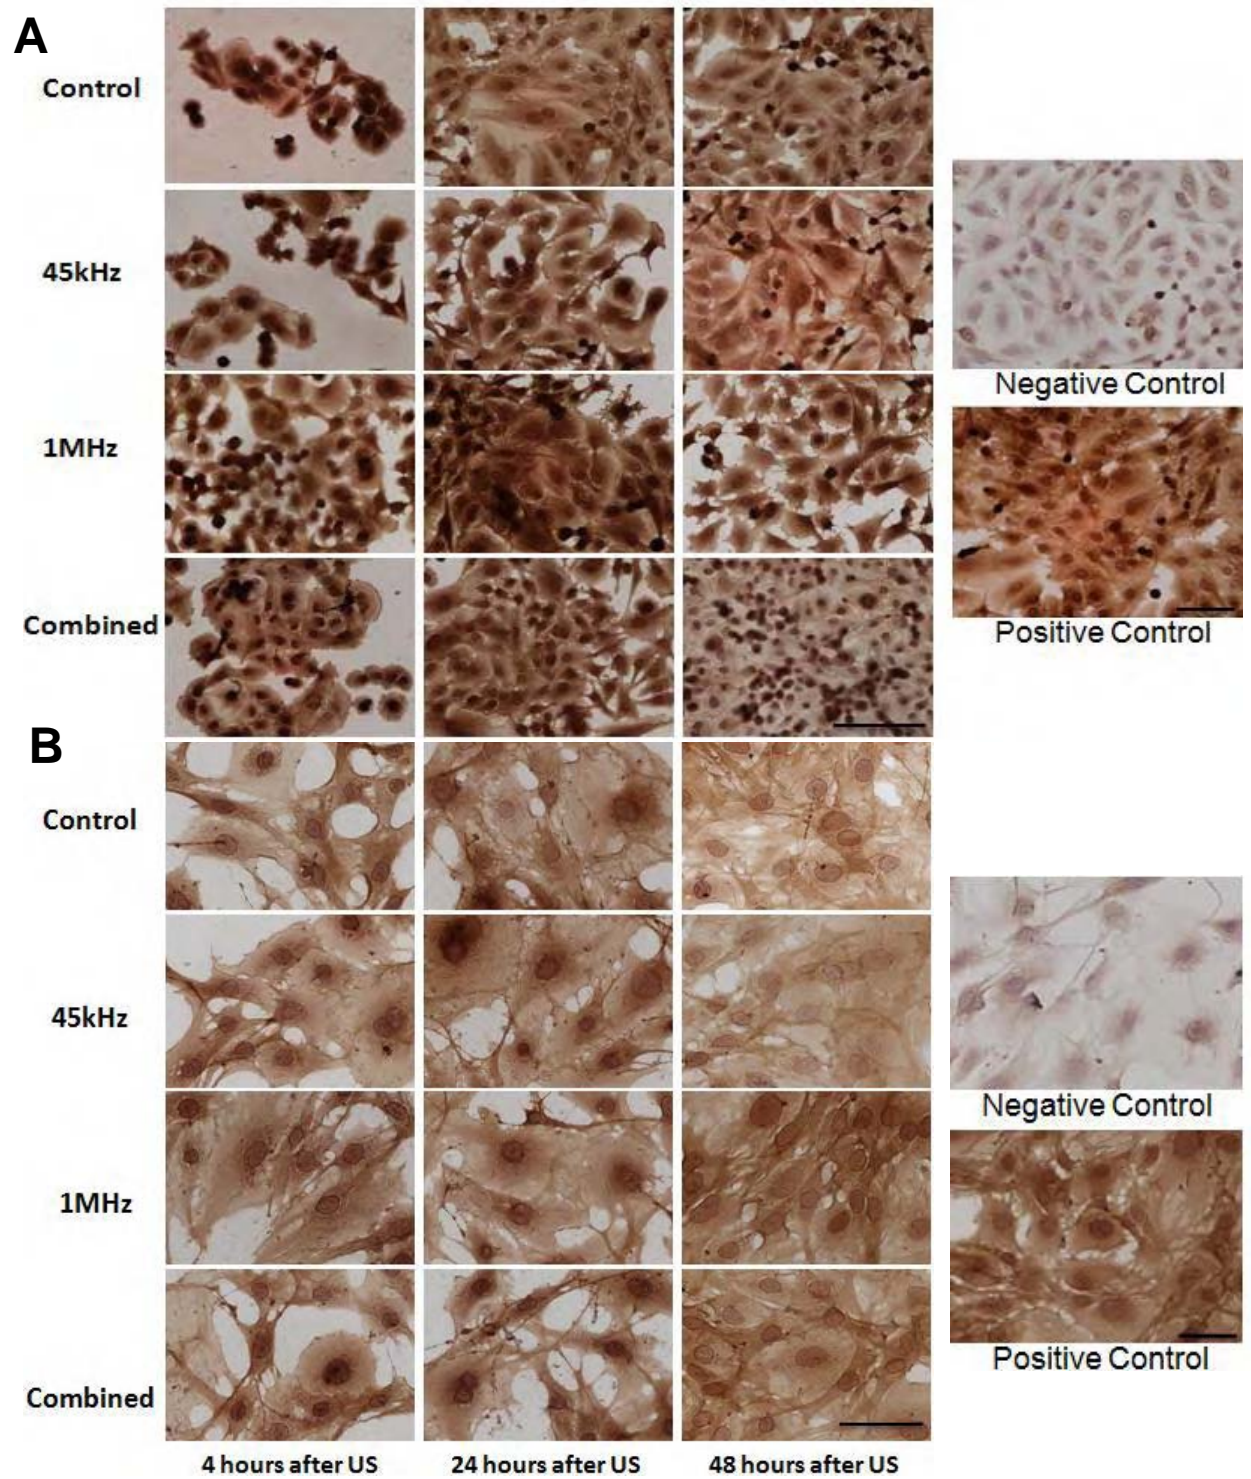 A
Control
45kHz
1MHz
Combined
Negative Control
Positive Control
B
Control
45kHz
1MHz
Combined
Negative Control
Positive Control
4 hours after US
24 hours after US
48 hours after US